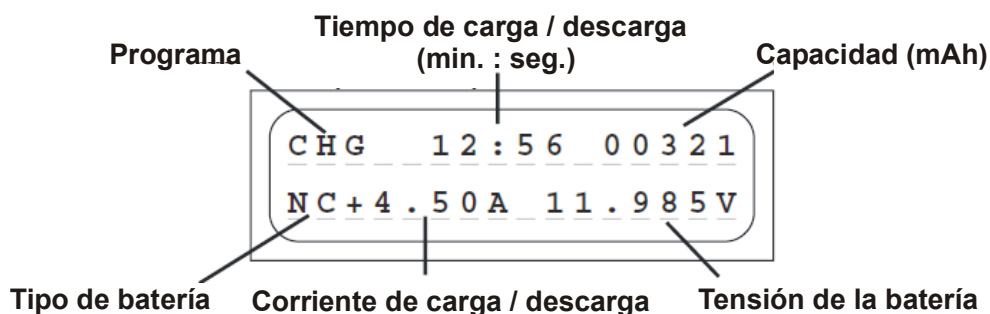 Tiempo de carga / descarga
(min. : seg.)
Programa
Capacidad (mAh)
CHG 12:56 00321
NC+4.50A 11.985V
Tipo de batería
Corriente de carga / descarga
Tensión de la batería